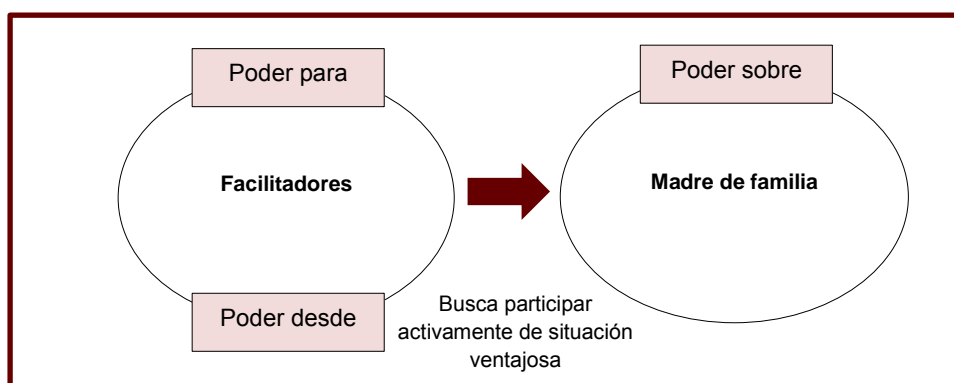 Poder para
Facilitadores
Poder desde
Busca participar
activamente de situación
ventajosa
Poder sobre
Madre de familia